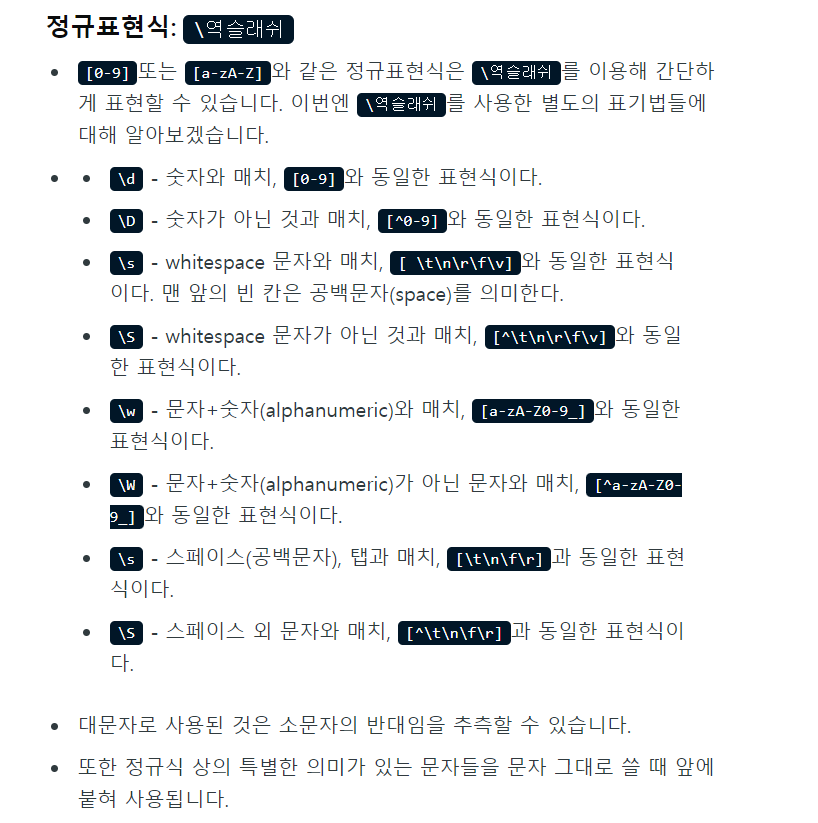 정규표현식: \역슬래쉬
[0-9]또는 [a-zA-Z]와 같은 정규표현식은 \역슬래쉬를 이용해 간단하
게 표현할 수 있습니다. 이번엔 \역슬래쉬를 사용한 별도의 표기법들에
대해 알아보겠습니다.
\d - 숫자와 매치, [0-9]와 동일한 표현식이다.
\D - 숫자가 아닌 것과 매치, [^0-9]와 동일한 표현식이다.
\s - whitespace 문자와 매치, [ \t\n\r\f\v]와 동일한 표현식
이다. 맨 앞의 빈 칸은 공백문자(space)를 의미한다.
\S - whitespace 문자가 아닌 것과 매치, [^\t\n\r\f\v]와 동일
한 표현식이다.
\w - 문자+숫자(alphanumeric)와 매치, [a-zA-Z0-9_]와 동일한
표현식이다.
\W - 문자+숫자(alphanumeric)가 아닌 문자와 매치, [^a-zA-Z0-
9_]와 동일한 표현식이다.
\s - 스페이스(공백문자), 탭과 매치, [\t\n\f\r]과 동일한 표현
식이다.
\S - 스페이스 외 문자와 매치, [^\t\n\f\r]과 동일한 표현식이
다.
대문자로 사용된 것은 소문자의 반대임을 추측할 수 있습니다.
또한 정규식 상의 특별한 의미가 있는 문자들을 문자 그대로 쓸 때 앞에
붙혀 사용됩니다.